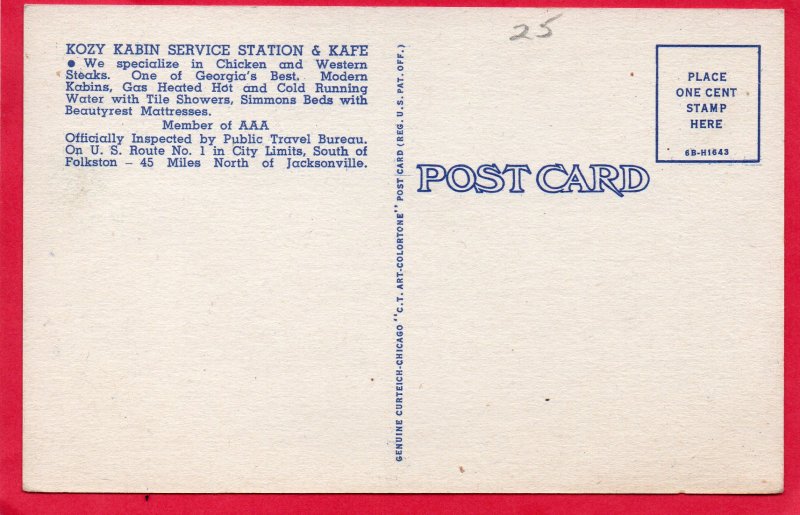 25
KOZY KABIN SERVICE STATION & KAFE
● We specialize in Chicken and Western
Steaks. One of Georgia's Best. Modern
Kabins, Gas Heated Hot and Cold Running
Water with Tile Showers, Simmons Beds with
Beautyrest Mattresses.
Member of AAA
Officially Inspected by Public Travel Bureau.
On U. S. Route No. 1 in City Limits, South of
Folkston — 45 Miles North of Jacksonville.
GENUINE CURTEICH-CHICAGO "C.T. ART-COLORTONE" POST CARD (REG. U.S. PAT. OFF.)
PLACE
ONE CENT
STAMP
HERE
6B-H1643
POST CARD